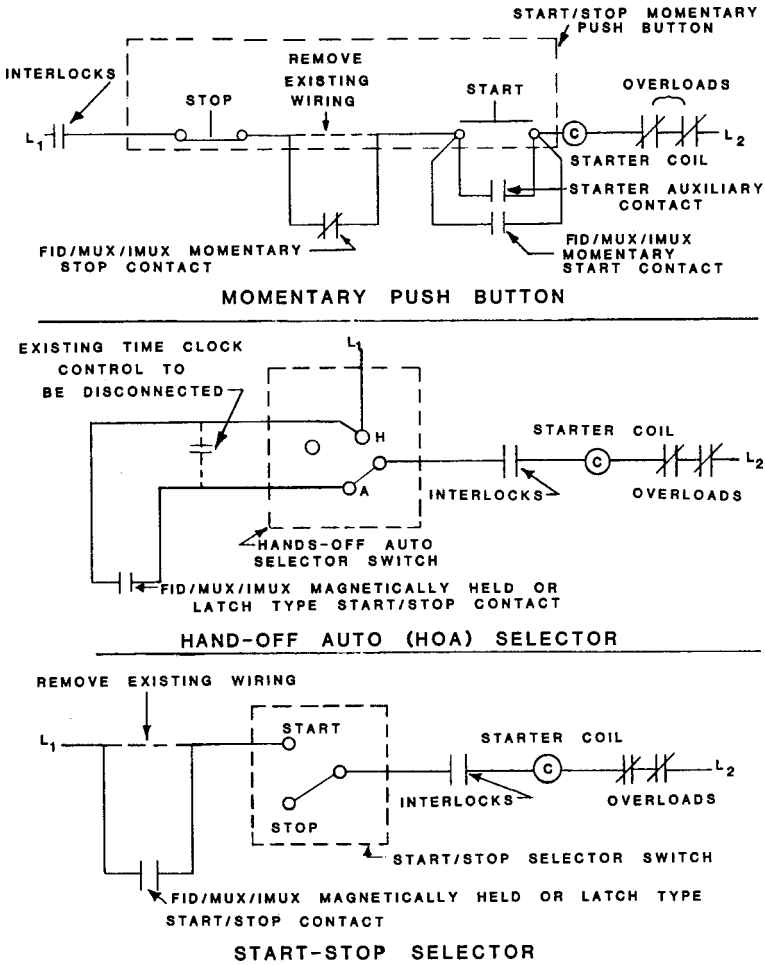 START/STOP MOMENTARY
PUSH BUTTON
INTERLOCKS
REMOVE
EXISTING
WIRING
STOP
START
OVERLOADS
L1
C
L2
STARTER COIL
STARTER AUXILIARY
CONTACT
FID/MUX/IMUX MOMENTARY
STOP CONTACT
FID/MUX/IMUX
MOMENTARY
START CONTACT
MOMENTARY PUSH BUTTON
EXISTING TIME CLOCK
CONTROL TO
BE DISCONNECTED
L1
H
A
STARTER COIL
C
L2
INTERLOCKS
OVERLOADS
HANDS-OFF AUTO
SELECTOR SWITCH
FID/MUX/IMUX MAGNETICALLY HELD OR
LATCH TYPE START/STOP CONTACT
HAND-OFF AUTO (HOA) SELECTOR
REMOVE EXISTING WIRING
L1
START
STOP
STARTER COIL
C
L2
INTERLOCKS
OVERLOADS
START/STOP SELECTOR SWITCH
FID/MUX/IMUX MAGNETICALLY HELD OR LATCH TYPE
START/STOP CONTACT
START-STOP SELECTOR